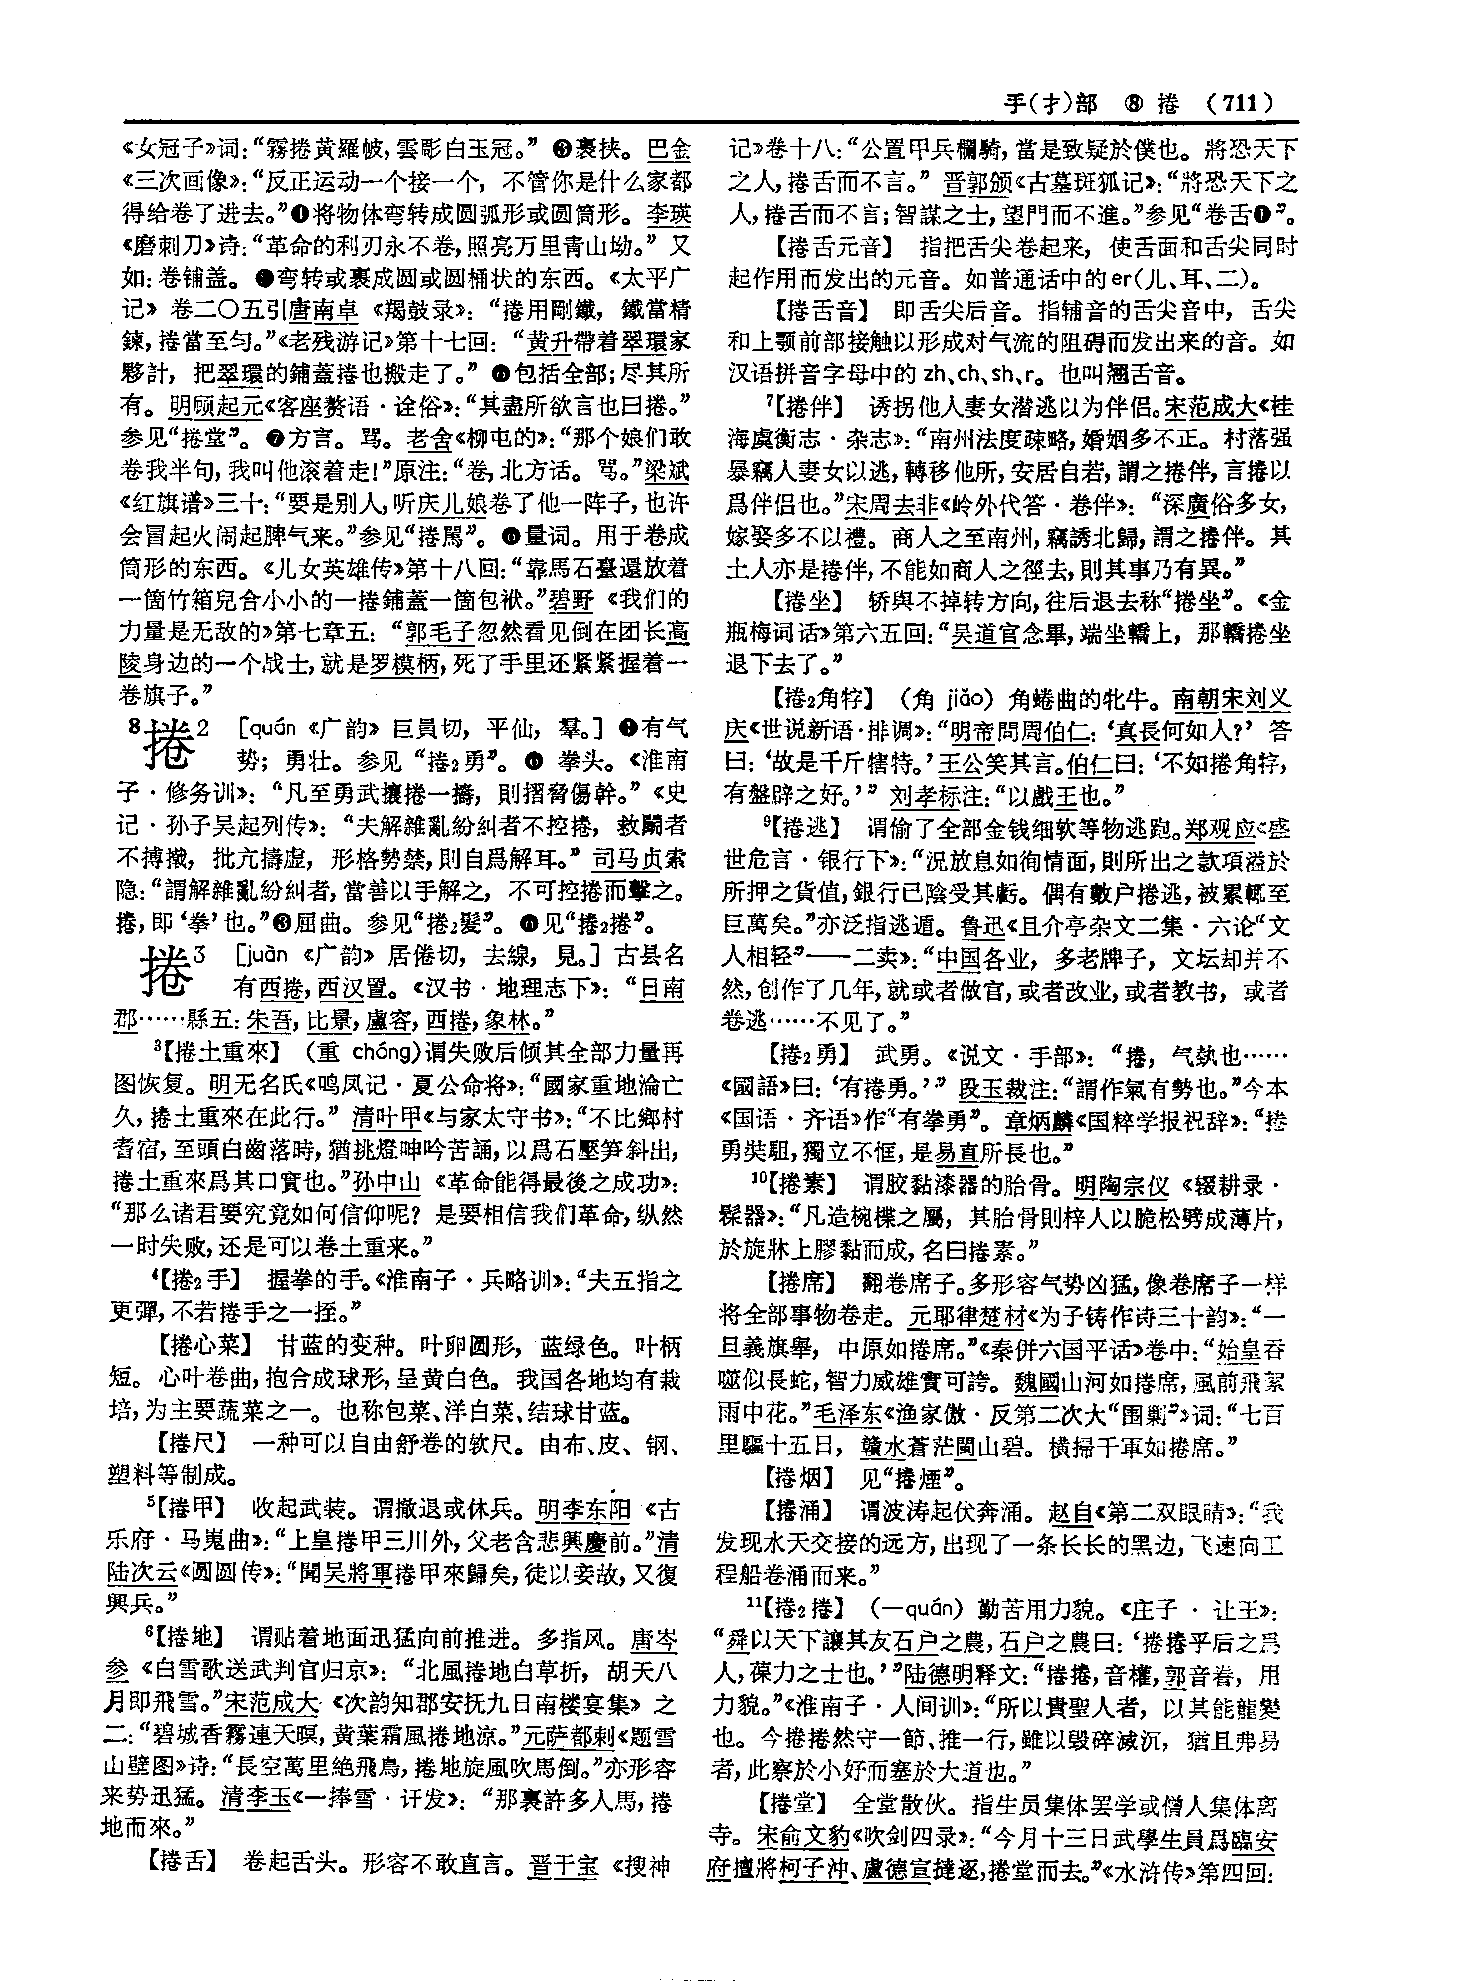 手(扌)部 ⑧ 捲 (711)
《女冠子》词:“霧捲黄羅帔,雲彫白玉冠。” ❸裹挟。巴金
《三次画像》:“反正运动一个接一个, 不管你是什么家都
得给卷了进去。”❹将物体弯转成圆弧形或圆筒形。李瑛
《磨刺刀》诗:“革命的利刃永不卷,照亮万里青山坳。” 又
如:卷铺盖。 ❺弯转或裹成圆或圆桶状的东西。《太平广
记》卷二〇五引唐南卓《羯鼓录》: “捲用剛鐵, 鐵當精
鍊,捲當至匀。”《老残游记》第十七回: “黄升帶着翠環家
夥計, 把翠環的鋪蓋捲也搬走了。” ❻包括全部;尽其所
有。明顾起元《客座赘语·诠俗》:“其盡所欲言也曰捲。”
参见“捲堂”。❼方言。骂。老舍《柳屯的》:“那个娘们敢
卷我半句,我叫他滚着走!”原注:“卷,北方话。骂。”梁斌
《红旗谱》三十:“要是别人,听庆儿娘卷了他一阵子,也许
会冒起火闹起脾气来。”参见“捲駡”。❽量词。用于卷成
筒形的东西。《儿女英雄传》第十八回:“靠馬石臺還放着
一箇竹箱兒合小小的一捲鋪蓋一箇包袱。”碧野《我们的
力量是无敌的》第七章五: “郭毛子忽然看见倒在团长高
陵身边的一个战士,就是罗模柄,死了手里还紧紧握着一
卷旗子。”
8捲2 [quán《广韵》巨員切, 平仙, 羣。] ❶有气
势; 勇壮。参见“捲2勇”。❷ 拳头。《淮南
子·修务训》: “凡至勇武攘捲一擣, 則摺脅傷幹。”《史
记·孙子吴起列传》: “夫解雜亂紛糾者不控捲, 救鬭者
不搏撠, 批亢擣虚, 形格勢禁,則自爲解耳。” 司马贞索
隐:“謂解雜亂紛糾者,當善以手解之, 不可控捲而擊之。
捲,即‘拳’也。”❸屈曲。参见“捲2髮”。❹见“捲2捲”。
捲3 [juàn《广韵》居倦切, 去線, 見。] 古县名
有西捲,西汉置。《汉书·地理志下》: “日南
郡……縣五:朱吾,比景,盧容,西捲,象林。”
3【捲土重來】 (重 chóng)谓失败后倾其全部力量再
图恢复。明无名氏《鸣凤记·夏公命将》:“國家重地淪亡
久,捲土重來在此行。” 清叶甲《与家太守书》:“不比鄉村
耆宿,至頭白齒落時,猶挑燈呻吟苦誦,以爲石壓笋斜出,
捲土重來爲其口實也。”孙中山《革命能得最後之成功》:
“那么诸君要究竟如何信仰呢? 是要相信我们革命,纵然
一时失败,还是可以卷土重来。”
4【捲2手】 握拳的手。《淮南子·兵略训》:“夫五指之
更彈,不若捲手之一挃。”
【捲心菜】 甘蓝的变种。叶卵圆形, 蓝绿色。叶柄
短。心叶卷曲,抱合成球形,呈黄白色。我国各地均有栽
培,为主要蔬菜之一。也称包菜、洋白菜、结球甘蓝。
【捲尺】 一种可以自由舒卷的软尺。由布、皮、钢、
塑料等制成。
5【捲甲】 收起武装。谓撤退或休兵。明李东阳《古
乐府·马嵬曲》:“上皇捲甲三川外,父老含悲興慶前。”清
陆次云《圆圆传》:“聞吴將軍捲甲來歸矣,徒以妾故,又復
興兵。”
6【捲地】 谓贴着地面迅猛向前推进。多指风。唐岑
参《白雪歌送武判官归京》: “北風捲地白草折, 胡天八
月即飛雪。”宋范成大《次韵知郡安抚九日南楼宴集》之
二:“碧城香霧連天暝,黄葉霜風捲地涼。”元萨都剌《题雪
山壁图》诗:“長空萬里絶飛鳥,捲地旋風吹馬倒。”亦形容
来势迅猛。清李玉《一捧雪·讦发》: “那裏許多人馬,捲
地而來。”
【捲舌】 卷起舌头。形容不敢直言。晋干宝《搜神
记》卷十八:“公置甲兵欄騎,當是致疑於僕也。將恐天下
之人,捲舌而不言。” 晋郭颁《古墓斑狐记》:“將恐天下之
人,捲舌而不言;智謀之士,望門而不進。”参见“卷舌❶”。
【捲舌元音】 指把舌尖卷起来, 使舌面和舌尖同时
起作用而发出的元音。如普通话中的er(儿、耳、二)。
【捲舌音】 即舌尖后音。指辅音的舌尖音中, 舌尖
和上颚前部接触以形成对气流的阻碍而发出来的音。如
汉语拼音字母中的 zh、ch、sh、r。也叫翘舌音。
7【捲伴】 诱拐他人妻女潜逃以为伴侣。宋范成大《桂
海虞衡志·杂志》:“南州法度疎略,婚姻多不正。村落强
暴竊人妻女以逃,轉移他所,安居自若,謂之捲伴,言捲以
爲伴侣也。”宋周去非《岭外代答·卷伴》: “深廣俗多女,
嫁娶多不以禮。商人之至南州,竊誘北歸,謂之捲伴。其
土人亦是捲伴,不能如商人之徑去,則其事乃有異。”
【捲坐】 轿舆不掉转方向,往后退去称“捲坐”。《金
瓶梅词话》第六五回:“吴道官念畢,端坐轎上, 那轎捲坐
退下去了。”
【捲2角牸】 (角 jiǎo) 角蜷曲的牝牛。南朝宋刘义
庆《世说新语·排调》:“明帝問周伯仁: ‘真長何如人?’ 答
曰: ‘故是千斤犗特。’王公笑其言。伯仁曰: ‘不如捲角牸,
有盤辟之好。’” 刘孝标注:“以戲王也。”
9【捲逃】 谓偷了全部金钱细软等物逃跑。郑观应《盛
世危言·银行下》:“况放息如徇情面,則所出之款項溢於
所押之貨值,銀行已陰受其虧。偶有數户捲逃,被累輒至
巨萬矣。”亦泛指逃遁。鲁迅《且介亭杂文二集·六论“文
人相轻”——二卖》:“中国各业, 多老牌子, 文坛却并不
然,创作了几年,就或者做官,或者改业,或者教书, 或者
卷逃……不见了。”
【捲2勇】 武勇。《说文·手部》: “捲, 气埶也……
《國語》曰: ‘有捲勇。’” 段玉裁注:“謂作氣有勢也。”今本
《国语·齐语》作“有拳勇”。章炳麟《国粹学报祝辞》:“捲
勇奘駔,獨立不恇,是易直所長也。”
10【捲素】 谓胶黏漆器的胎骨。明陶宗仪《辍耕录·
髹器》:“凡造椀楪之屬, 其胎骨則梓人以脆松劈成薄片,
於旋牀上膠黏而成,名曰捲素。”
【捲席】 翻卷席子。多形容气势凶猛,像卷席子一样
将全部事物卷走。元耶律楚材《为子铸作诗三十韵》:“一
旦義旗舉, 中原如捲席。”《秦併六国平话》卷中:“始皇吞
噬似長蛇,智力威雄實可誇。魏國山河如捲席,風前飛絮
雨中花。”毛泽东《渔家傲·反第二次大“围剿”》词:“七百
里驅十五日, 贛水蒼茫閩山碧。橫掃千軍如捲席。”
【捲烟】 见“捲煙”。
【捲涌】 谓波涛起伏奔涌。赵自《第二双眼睛》:“我
发现水天交接的远方,出现了一条长长的黑边,飞速向工
程船卷涌而来。”
11【捲2捲】 (—quán) 勤苦用力貌。《庄子·让王》:
“舜以天下讓其友石户之農,石户之農曰: ‘捲捲乎后之爲
人,葆力之士也。’”陆德明释文:“捲捲,音權,郭音眷, 用
力貌。”《淮南子·人间训》:“所以貴聖人者, 以其能龍變
也。今捲捲然守一節、推一行,雖以毀碎滅沉, 猶且弗易
者,此察於小好而塞於大道也。”
【捲堂】 全堂散伙。指生员集体罢学或僧人集体离
寺。宋俞文豹《吹剑四录》:“今月十三日武學生員爲臨安
府擅將柯子沖、盧德宣撻逐,捲堂而去。”《水浒传》第四回: